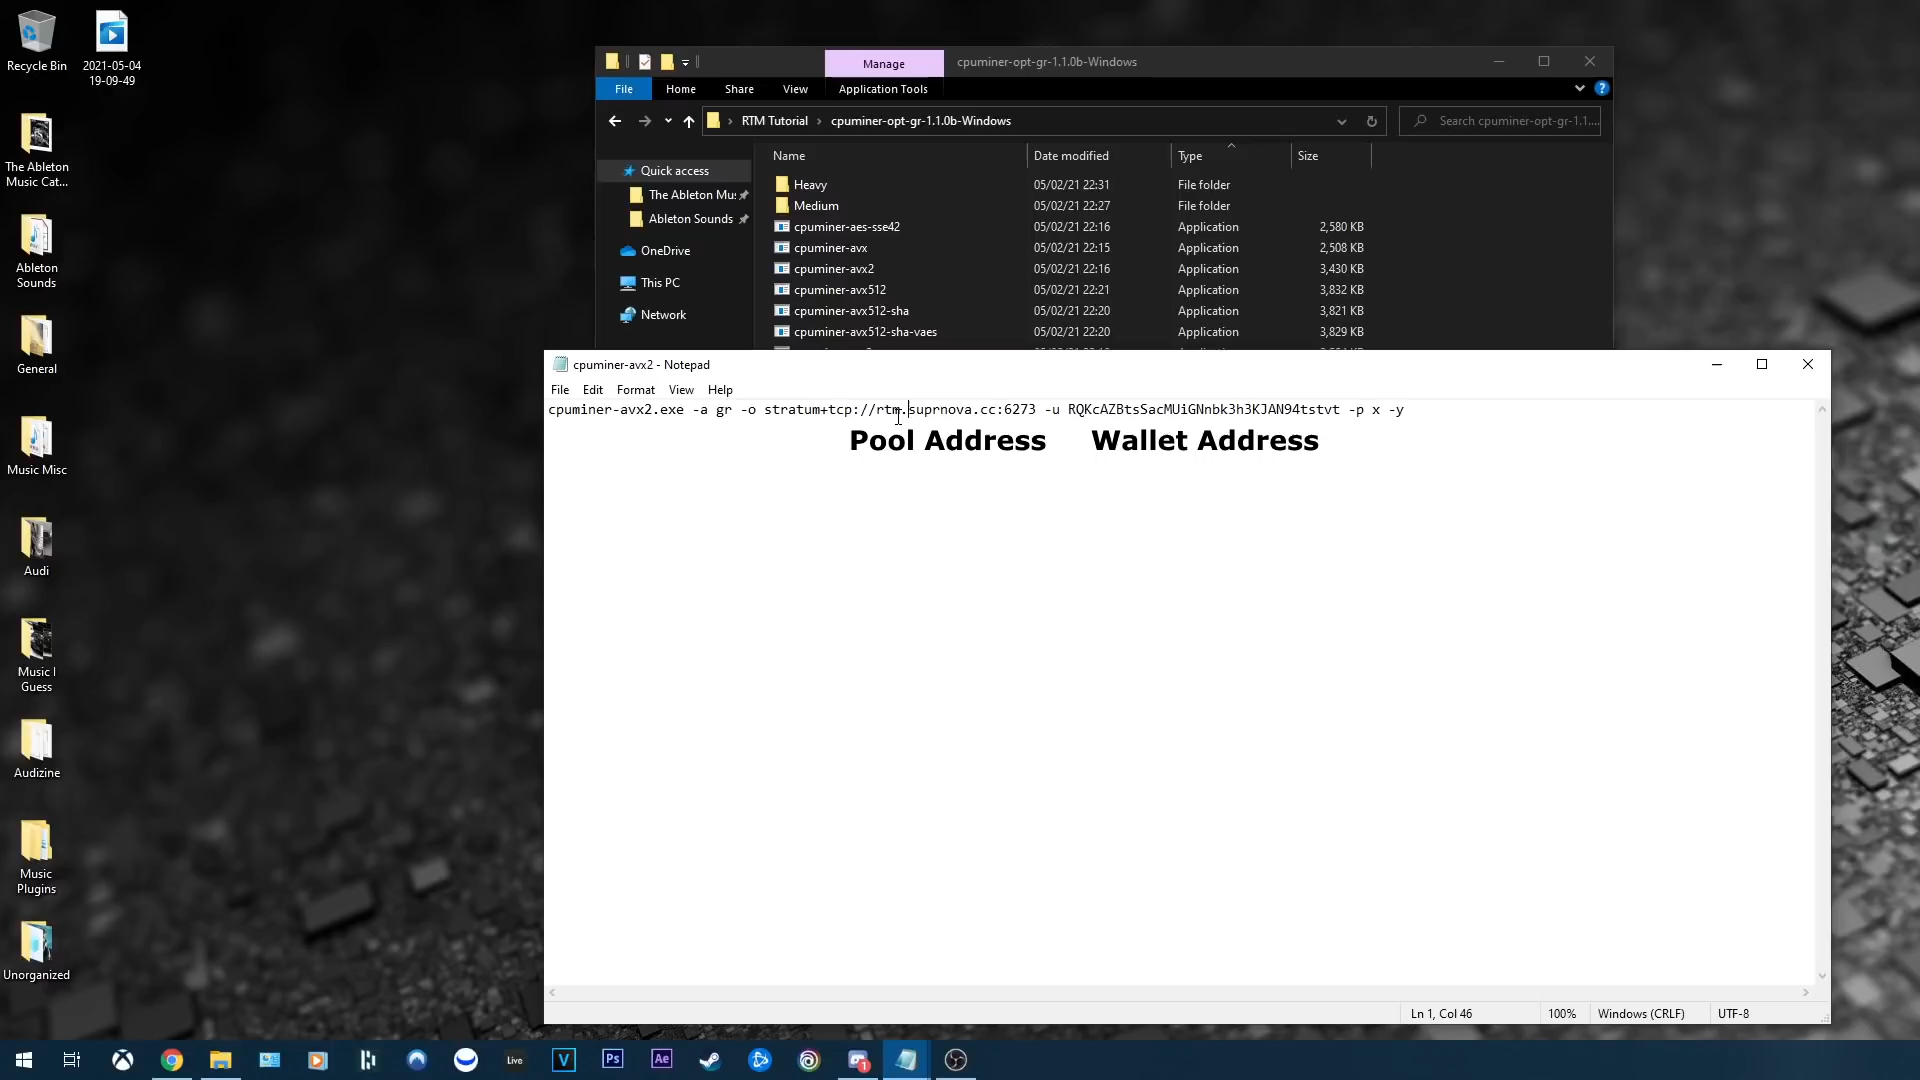 Recycle Bin
2021-05-04
19-09-49
The Ableton
Music Cat...
Ableton
Sounds
General
Music Misc
Audi
Music I
Guess
Audizine
Music
Plugins
Unorganized
Manage
cpuminer-opt-gr-1.1.0b-Windows
File
Home
Share
View
Application Tools
RTM Tutorial
cpuminer-opt-gr-1.1.0b-Windows
Search cpuminer-opt-gr-1.1....
Name
Date modified
Type
Size
Quick access
The Ableton Mu:
Ableton Sounds
OneDrive
This PC
Network
Heavy 05/02/21 22:31 File folder
Medium 05/02/21 22:27 File folder
cpuminer-aes-sse42 05/02/21 22:16 Application 2,580 KB
cpuminer-avx 05/02/21 22:15 Application 2,508 KB
cpuminer-avx2 05/02/21 22:16 Application 3,430 KB
cpuminer-avx512 05/02/21 22:21 Application 3,832 KB
cpuminer-avx512-sha 05/02/21 22:20 Application 3,821 KB
cpuminer-avx512-sha-vaes 05/02/21 22:20 Application 3,829 KB
cpuminer-avx2 - Notepad
File Edit Format View Help
cpuminer-avx2.exe -a gr -o stratum+tcp://rtm.suprnova.cc:6273 -u RQKcAZBtsSacMUiGNnbk3h3KJAN94tstvt -p x -y
Pool Address Wallet Address
Ln 1, Col 46
100%
Windows (CRLF)
UTF-8
Live
V
Ps
Ae
1